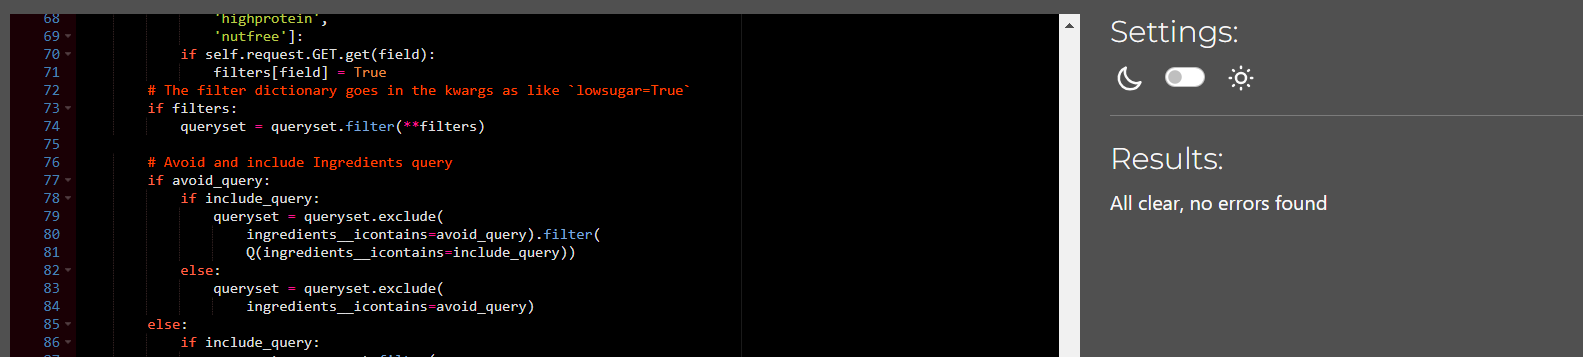 68 'highprotein',
69 'nutfree']:
70 if self.request.GET.get(field):
71 filters[field] = True
72 # The filter dictionary goes in the kwargs as like `lowsugar=True`
73 if filters:
74 queryset = queryset.filter(**filters)
75
76 # Avoid and include Ingredients query
77 if avoid_query:
78 if include_query:
79 queryset = queryset.exclude(
80 ingredients__icontains=avoid_query).filter(
81 Q(ingredients__icontains=include_query))
82 else:
83 queryset = queryset.exclude(
84 ingredients__icontains=avoid_query)
85 else:
86 if include_query:
Settings:
Results:
All clear, no errors found